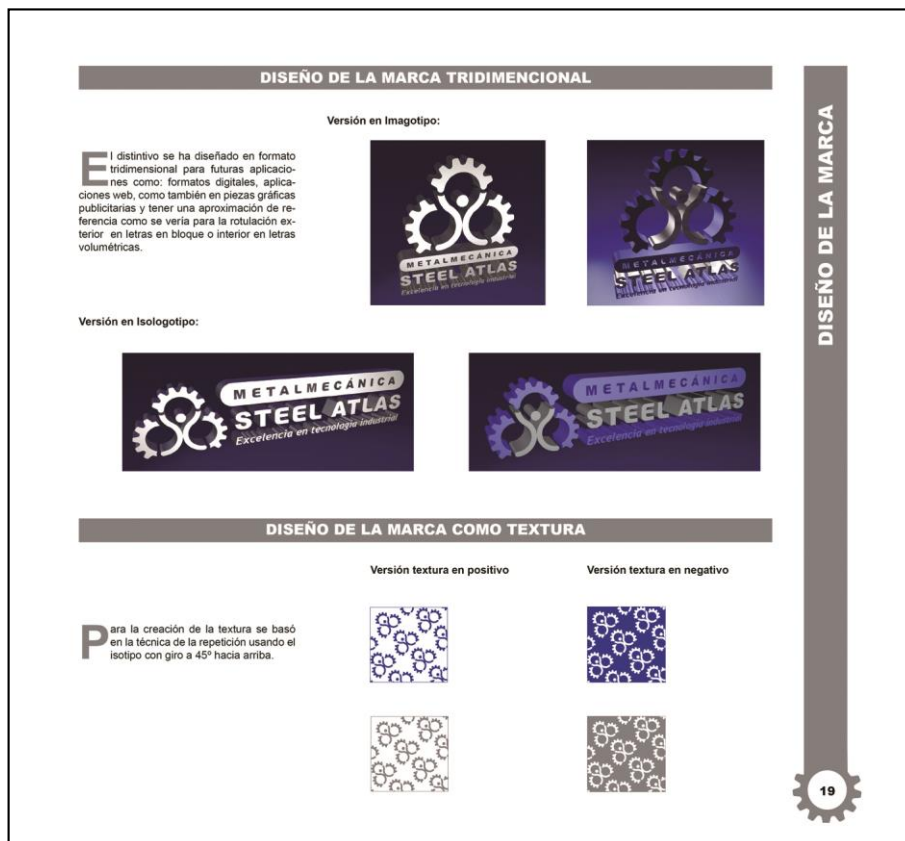 DISEÑO DE LA MARCA TRIDIMENCIONAL
Versión en Imagotipo:
El distintivo se ha diseñado en formato
tridimensional para futuras aplicacio-
nes como: formatos digitales, aplica-
ciones web, como también en piezas gráficas
publicitarias y tener una aproximación de re-
ferencia como se vería para la rotulación ex-
terior en letras en bloque o interior en letras
volumétricas.
METALMECÁNICA
STEEL ATLAS
Excelencia en tecnología industrial
METALMECÁNICA
STEEL ATLAS
Excelencia en tecnología industrial
Versión en Isologotipo:
METALMECÁNICA
STEEL ATLAS
Excelencia en tecnología industrial
METALMECÁNICA
STEEL ATLAS
Excelencia en tecnología industrial
DISEÑO DE LA MARCA COMO TEXTURA
Versión textura en positivo
Versión textura en negativo
Para la creación de la textura se basó
en la técnica de la repetición usando el
isotipo con giro a 45º hacia arriba.
DISEÑO DE LA MARCA
19